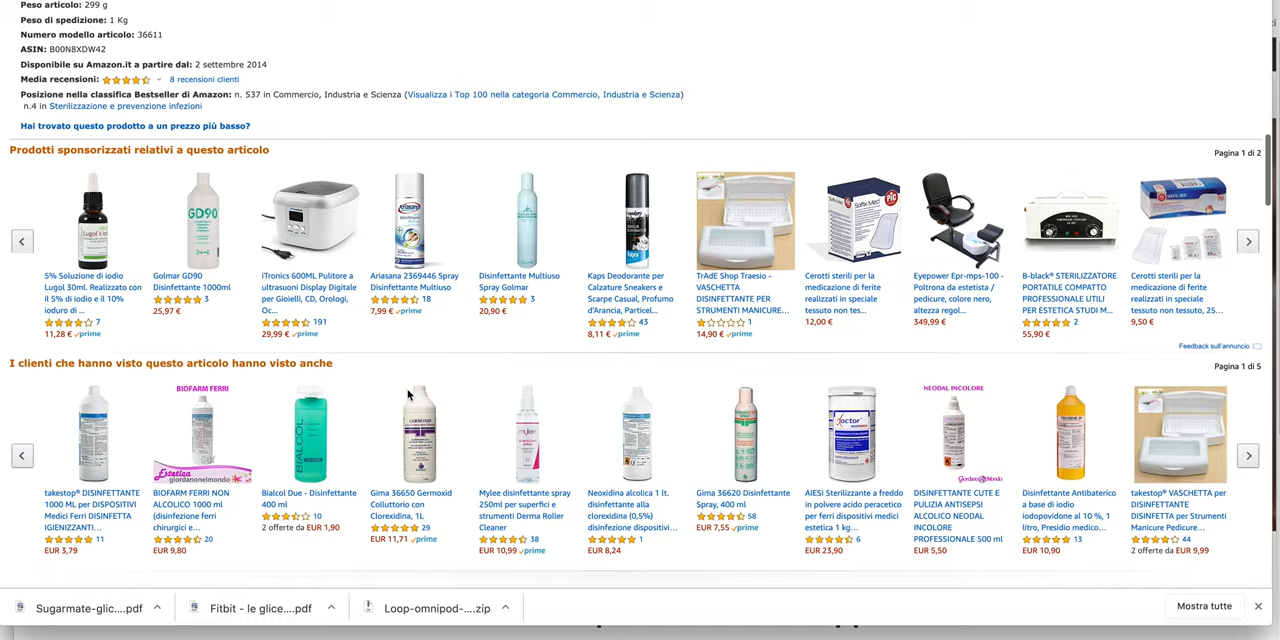 Peso articolo: 299 g
Peso di spedizione: 1 Kg
Numero modello articolo: 36611
ASIN: B00N8XDW42
Disponibile su Amazon.it a partire dal: 2 settembre 2014
Media recensioni: 8 recensioni clienti
Posizione nella classifica Bestseller di Amazon: n. 537 in Commercio, Industria e Scienza (Visualizza i Top 100 nella categoria Commercio, Industria e Scienza)
n.4 in Sterilizzazione e prevenzione infezioni
Hai trovato questo prodotto a un prezzo più basso?
Prodotti sponsorizzati relativi a questo articolo
Pagina 1 di 2
5% Soluzione di iodio
Lugol 30ml. Realizzato con
il 5% di iodio e il 10%
ioduro di ...
7
11,28 € prime
GD90
Golmar GD90
Disinfettante 1000ml
3
25,97 €
iTronics 600ML Pulitore a
ultrasuoni Display Digitale
per Gioielli, CD, Orologi,
Oc...
191
29,99 € prime
Ariasana 2369446 Spray
Disinfettante Multiuso
18
7,99 € prime
Disinfettante Multiuso
Spray Golmar
3
20,90 €
kaps
Kaps Deodorante per
Calzature Sneakers e
Scarpe Casual, Profumo
d'Arancia, Particel...
43
8,11 € prime
TrAdE Shop Traesio -
VASCHETTA
DISINFETTANTE PER
STRUMENTI MANICURE...
1
14,90 € prime
Soffix Med
PiC
Cerotti sterili per la
medicazione di ferite
realizzati in speciale
tessuto non tes...
12,00 €
Eyepower Epr-mps-100 -
Poltrona da estetista /
pedicure, colore nero,
altezza regol...
349,99 €
B-black® STERILIZZATORE
PORTATILE COMPATTO
PROFESSIONALE UTILI
PER ESTETICA STUDI M...
2
55,90 €
Cerotti sterili per la
medicazione di ferite
realizzati in speciale
tessuto non tessuto, 25...
9,50 €
Feedback sull'annuncio
I clienti che hanno visto questo articolo hanno visto anche
Pagina 1 di 5
takestop® DISINFETTANTE
1000 ML per DISPOSITIVI
Medici Ferri DISINFETTA
IGIENIZZANTI...
11
EUR 3,79
BIOFARM FERRI
Estetica
giordanonelmondo
BIOFARM FERRI NON
ALCOLICO 1000 ml
(disinfezione ferri
chirurgici e...
20
EUR 9,80
BIALCOL
Bialcol Due - Disinfettante
400 ml
10
2 offerte da EUR 1,90
GERMOXID
Gima 36650 Germoxid
Colluttorio con
Clorexidina, 1L
29
EUR 11,71 prime
mylee
Mylee disinfettante spray
250ml per superfici e
strumenti Derma Roller
Cleaner
38
EUR 10,99 prime
Neoxidina alcolica 1 lt.
disinfettante alla
clorexidina (0,5%)
disinfezione dispositivi...
1
EUR 8,24
Gima 36620 Disinfettante
Spray, 400 ml
58
EUR 7,55 prime
AIESI Sterilizzante a freddo
in polvere acido peracetico
per ferri dispositivi medici
estetica 1 kg...
6
EUR 23,90
NEODAL INCOLORE
DISINFETTANTE CUTE E
PULIZIA ANTISEPSI
ALCOLICO NEODAL
INCOLORE
PROFESSIONALE 500 ml
EUR 5,50
Disinfettante Antibaterico
a base di iodio
iodopovidone al 10 %, 1
litro, Presidio medico...
13
EUR 10,90
takestop® VASCHETTA per
DISINFETTANTE
DISINFETTA per Strumenti
Manicure Pedicure...
44
2 offerte da EUR 9,99
Sugarmate-glic....pdf
Fitbit - le glice....pdf
Loop-omnipod-....zip
Mostra tutte